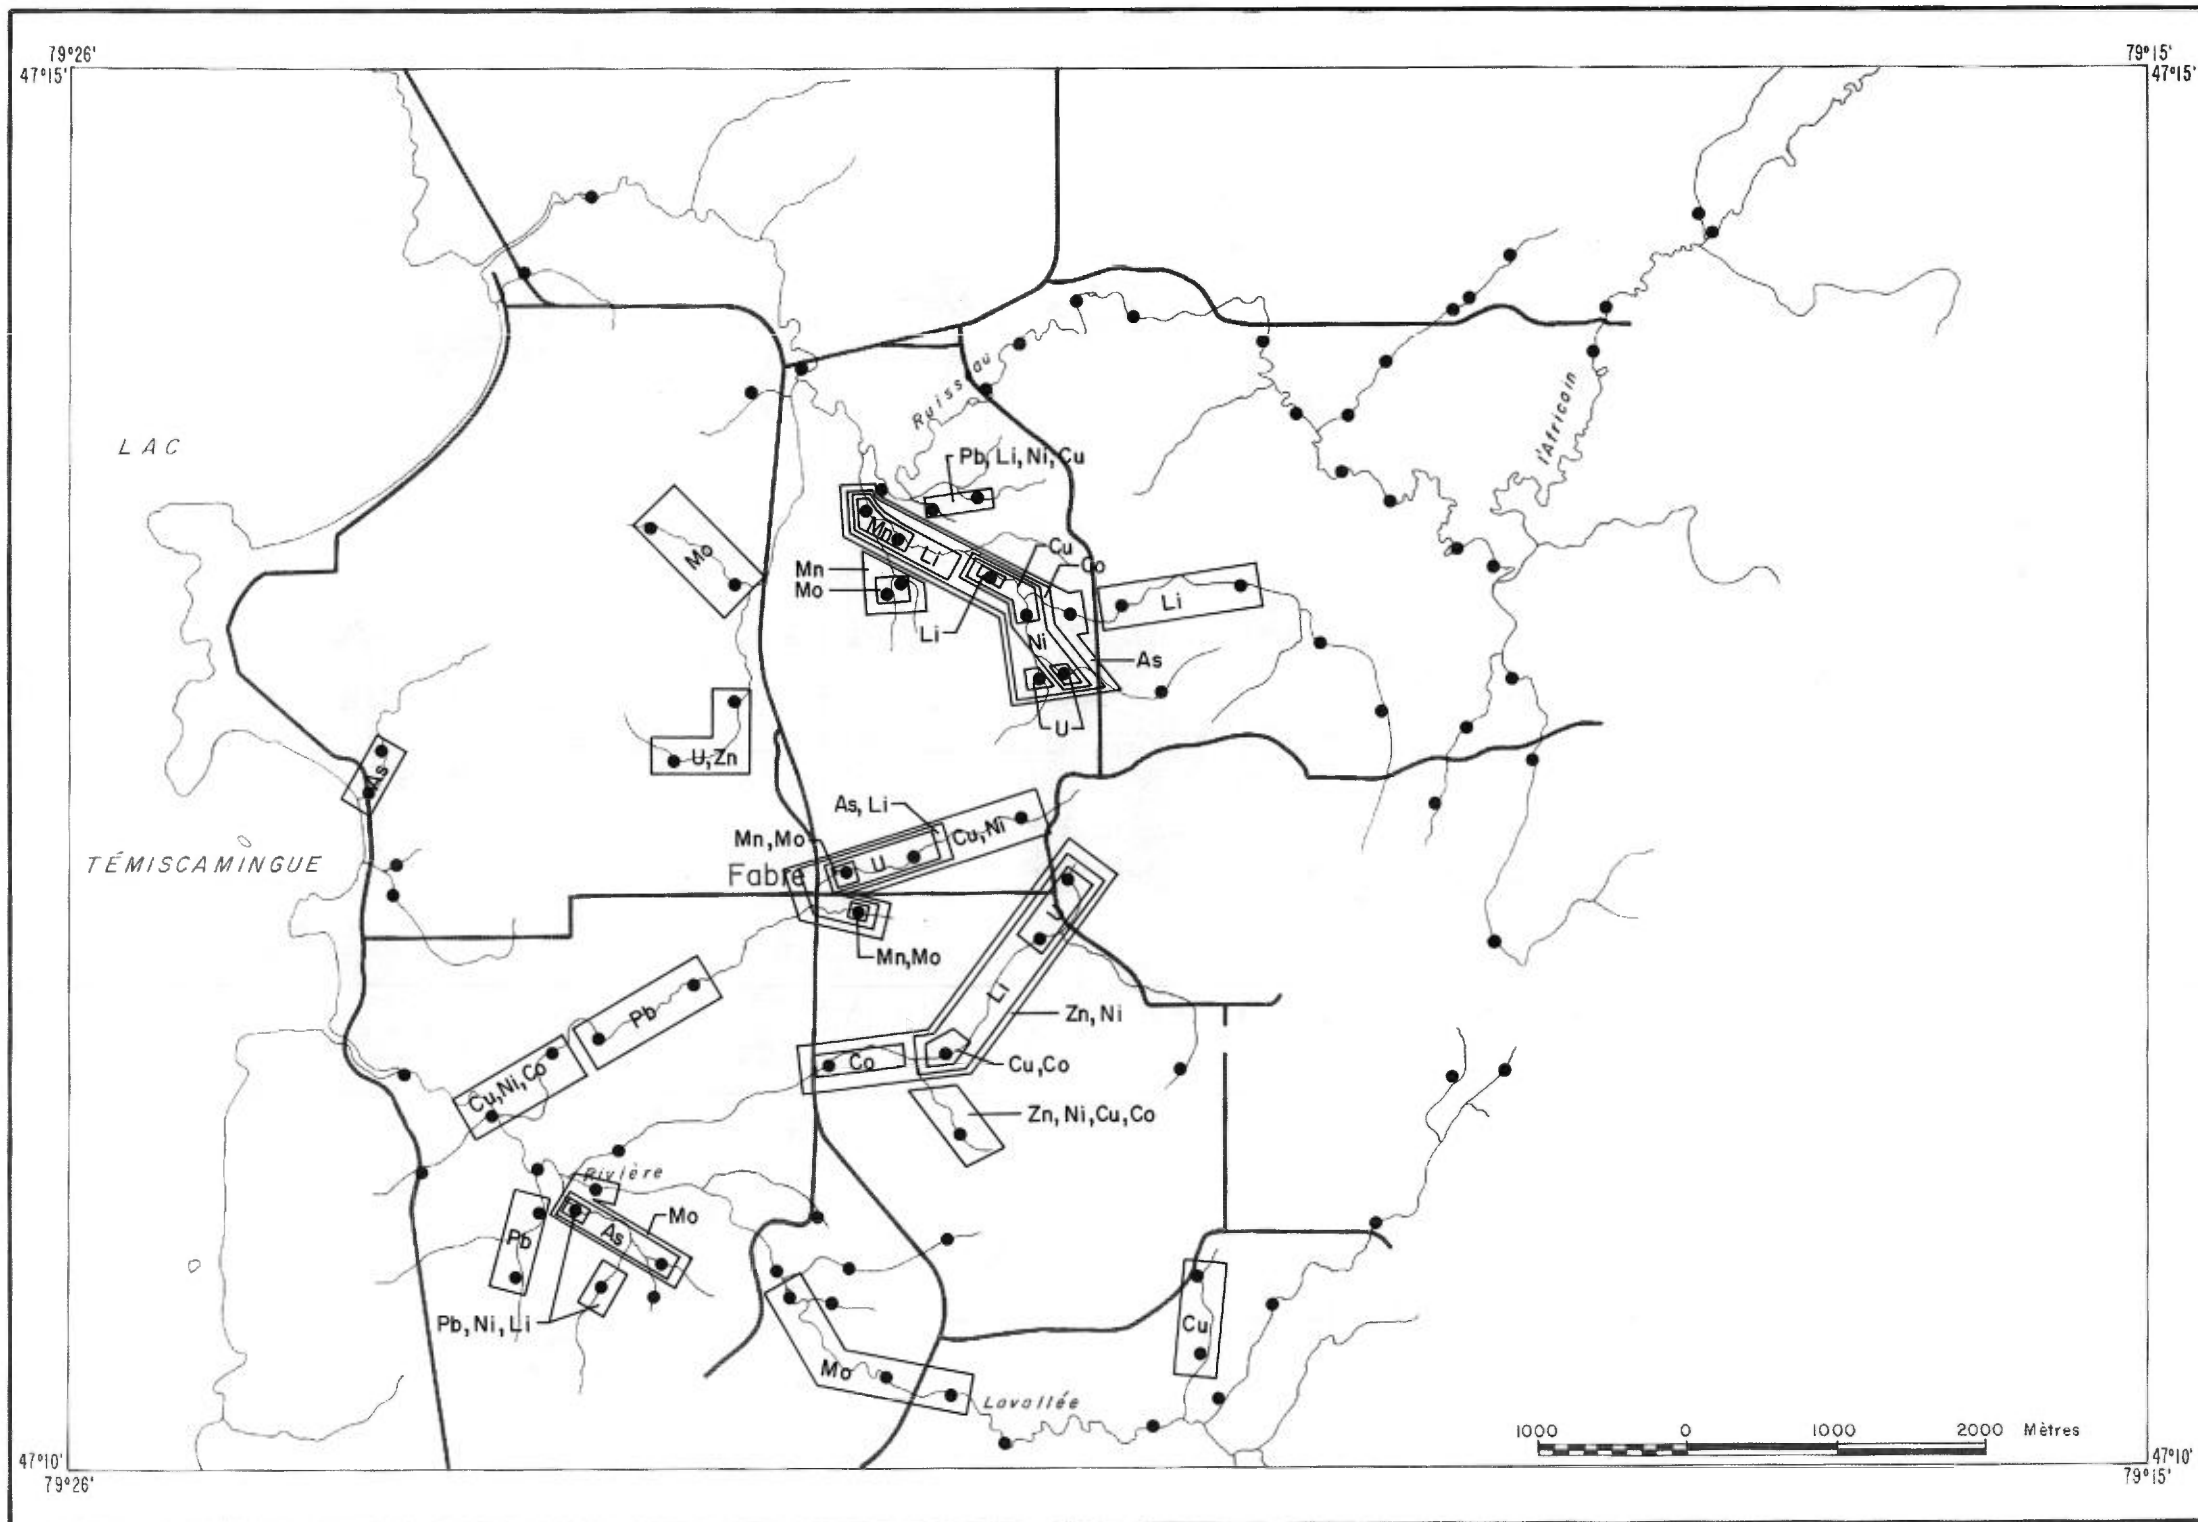 79°26'
79°15'
47°15'
47°15'
Ruisseau
l'Africain
LAC
Pb, Li, Ni, Cu
Mn
Li
Cu
Mo
Co
Mn
Mo
Li
Li
Ni
As
U
U, Zn
As
As, Li
Cu, Ni
Mn, Mo
U
TÉMISCAMINGUE
Fabre
U
Mn, Mo
Li
Pb
Zn, Ni
Co
Cu, Co
Cu, Ni, Co
Zn, Ni, Cu, Co
Rivière
Mo
As
Pb
Pb, Ni, Li
Cu
Mo
Lavallée
1000 0 1000 2000 Mètres
47°10'
47°10'
79°26'
79°15'